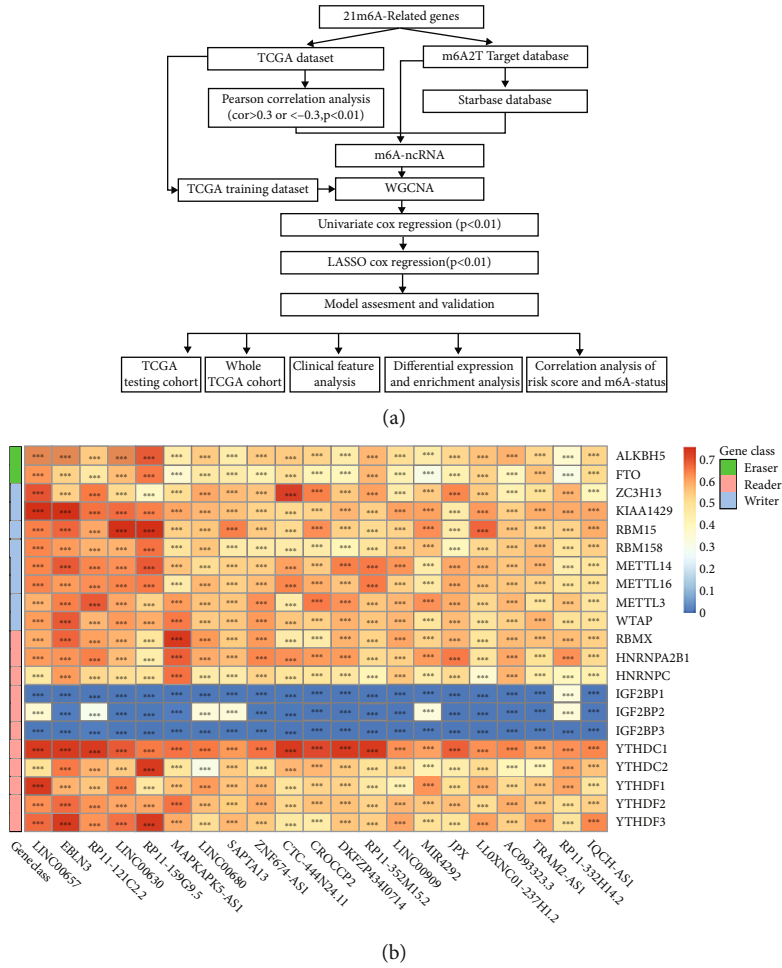 21m6A-Related genes
TCGA dataset
m6A2T Target database
Pearson correlation analysis
(cor>0.3 or <–0.3,p<0.01)
Starbase database
m6A-ncRNA
TCGA training dataset
WGCNA
Univariate cox regression (p<0.01)
LASSO cox regression(p<0.01)
Model assesment and validation
TCGA
testing cohort
Whole
TCGA cohort
Clinical feature
analysis
Differential expression
and enrichment analysis
Correlation analysis of
risk score and m6A-status
(a)
ALKBH5
FTO
ZC3H13
KIAA1429
RBM15
RBM158
METTL14
METTL16
METTL3
WTAP
RBMX
HNRNPA2B1
HNRNPC
IGF2BP1
IGF2BP2
IGF2BP3
YTHDC1
YTHDC2
YTHDF1
YTHDF2
YTHDF3
0.7
0.6
0.5
0.4
0.3
0.2
0.1
0
Gene class
Eraser
Reader
Writer
Gene class
LINC00657
EBLN3
RP11-121C2.2
LINC00630
RP11-159G9.5
MAPKAPK5-AS1
LINC00680
SAPTA13
ZNF674-AS1
CTC-444N24.11
CROCCP2
DKFZP434I0714
RP11-352M15.2
LINC00909
MIR4292
JPX
LL0XNC01-237H1.2
AC093323.3
TRAM2-AS1
RP11-332H14.2
IQCH-AS1
(b)